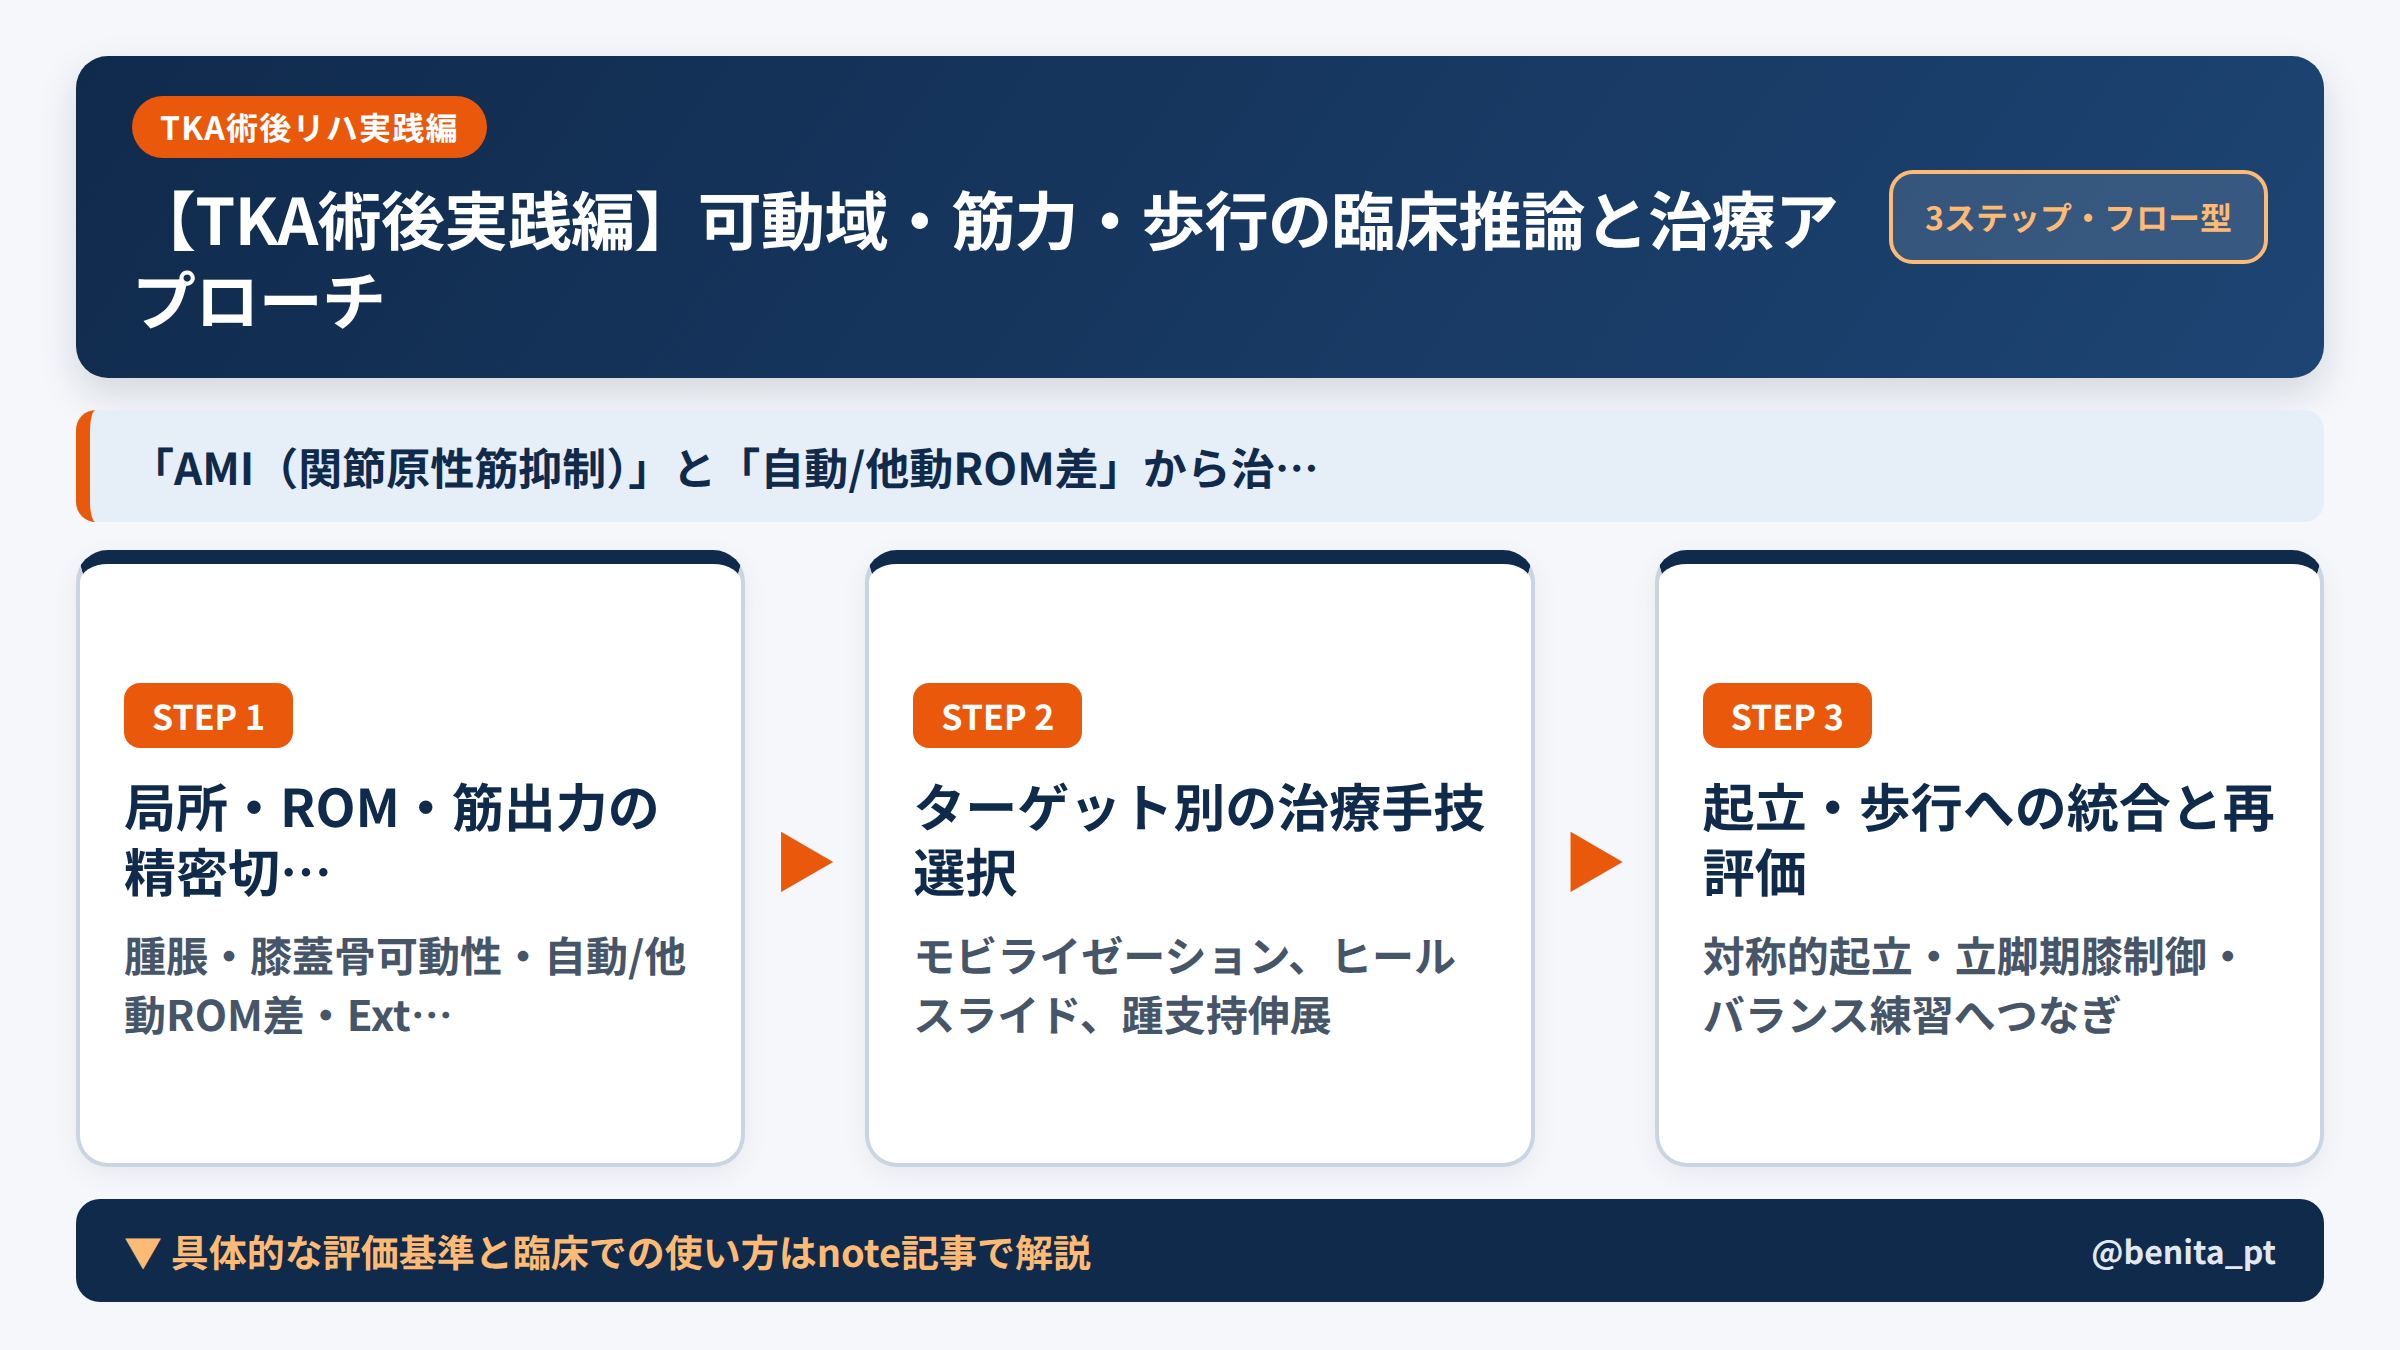 TKA術後リハ実践編
【TKA術後実践編】可動域・筋力・歩行の臨床推論と治療ア
プローチ
3ステップ・フロー型
「AMI（関節原性筋抑制）」と「自動/他動ROM差」から治…
STEP 1
局所・ROM・筋出力の
精密切…
腫脹・膝蓋骨可動性・自動/他
動ROM差・Ext…
▶
STEP 2
ターゲット別の治療手技
選択
モビライゼーション、ヒール
スライド、踵支持伸展
▶
STEP 3
起立・歩行への統合と再
評価
対称的起立・立脚期膝制御・
バランス練習へつなぎ
▼ 具体的な評価基準と臨床での使い方はnote記事で解説
@benita_pt